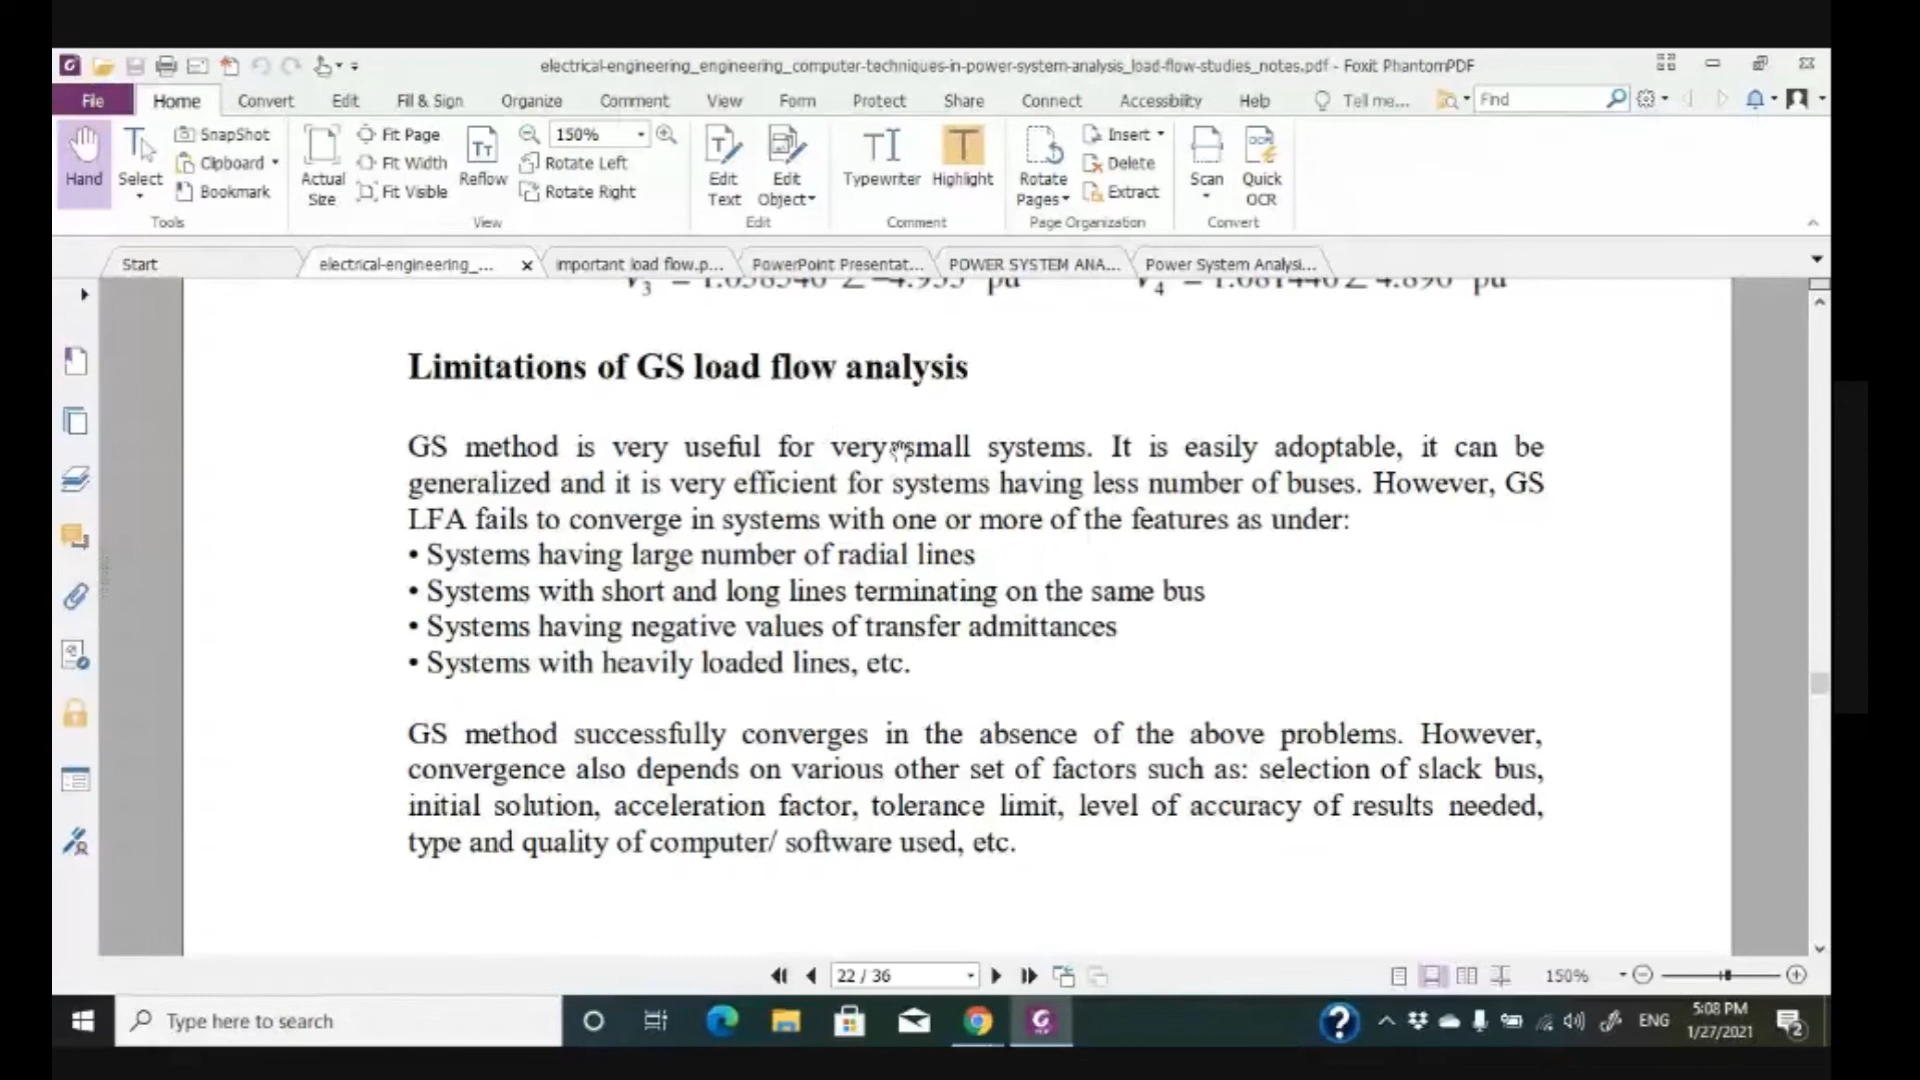 electrical-engineering_engineering_computer-techniques-in-power-system-analysis_load-flow-studies_notes.pdf - Foxit PhantomPDF
File Home Convert Edit Fill & Sign Organize Comment View Form Protect Share Connect Accessibility Help Tell me... Find
Hand
Select
SnapShot
Clipboard
Bookmark
Tools
Actual Size
Fit Page
Fit Width
Fit Visible
Reflow
150%
Rotate Left
Rotate Right
View
Edit Text
Edit Object
Edit
Typewriter
Highlight
Comment
Rotate Pages
Insert
Delete
Extract
Page Organization
Scan
Quick OCR
Convert
Start electrical-engineering_... important load flow.p... PowerPoint Presentat... POWER SYSTEM ANA... Power System Analysi...
Limitations of GS load flow analysis
GS method is very useful for very small systems. It is easily adoptable, it can be
generalized and it is very efficient for systems having less number of buses. However, GS
LFA fails to converge in systems with one or more of the features as under:
• Systems having large number of radial lines
• Systems with short and long lines terminating on the same bus
• Systems having negative values of transfer admittances
• Systems with heavily loaded lines, etc.
GS method successfully converges in the absence of the above problems. However,
convergence also depends on various other set of factors such as: selection of slack bus,
initial solution, acceleration factor, tolerance limit, level of accuracy of results needed,
type and quality of computer/ software used, etc.
22 / 36
150%
Type here to search
ENG
5:08 PM
1/27/2021
2